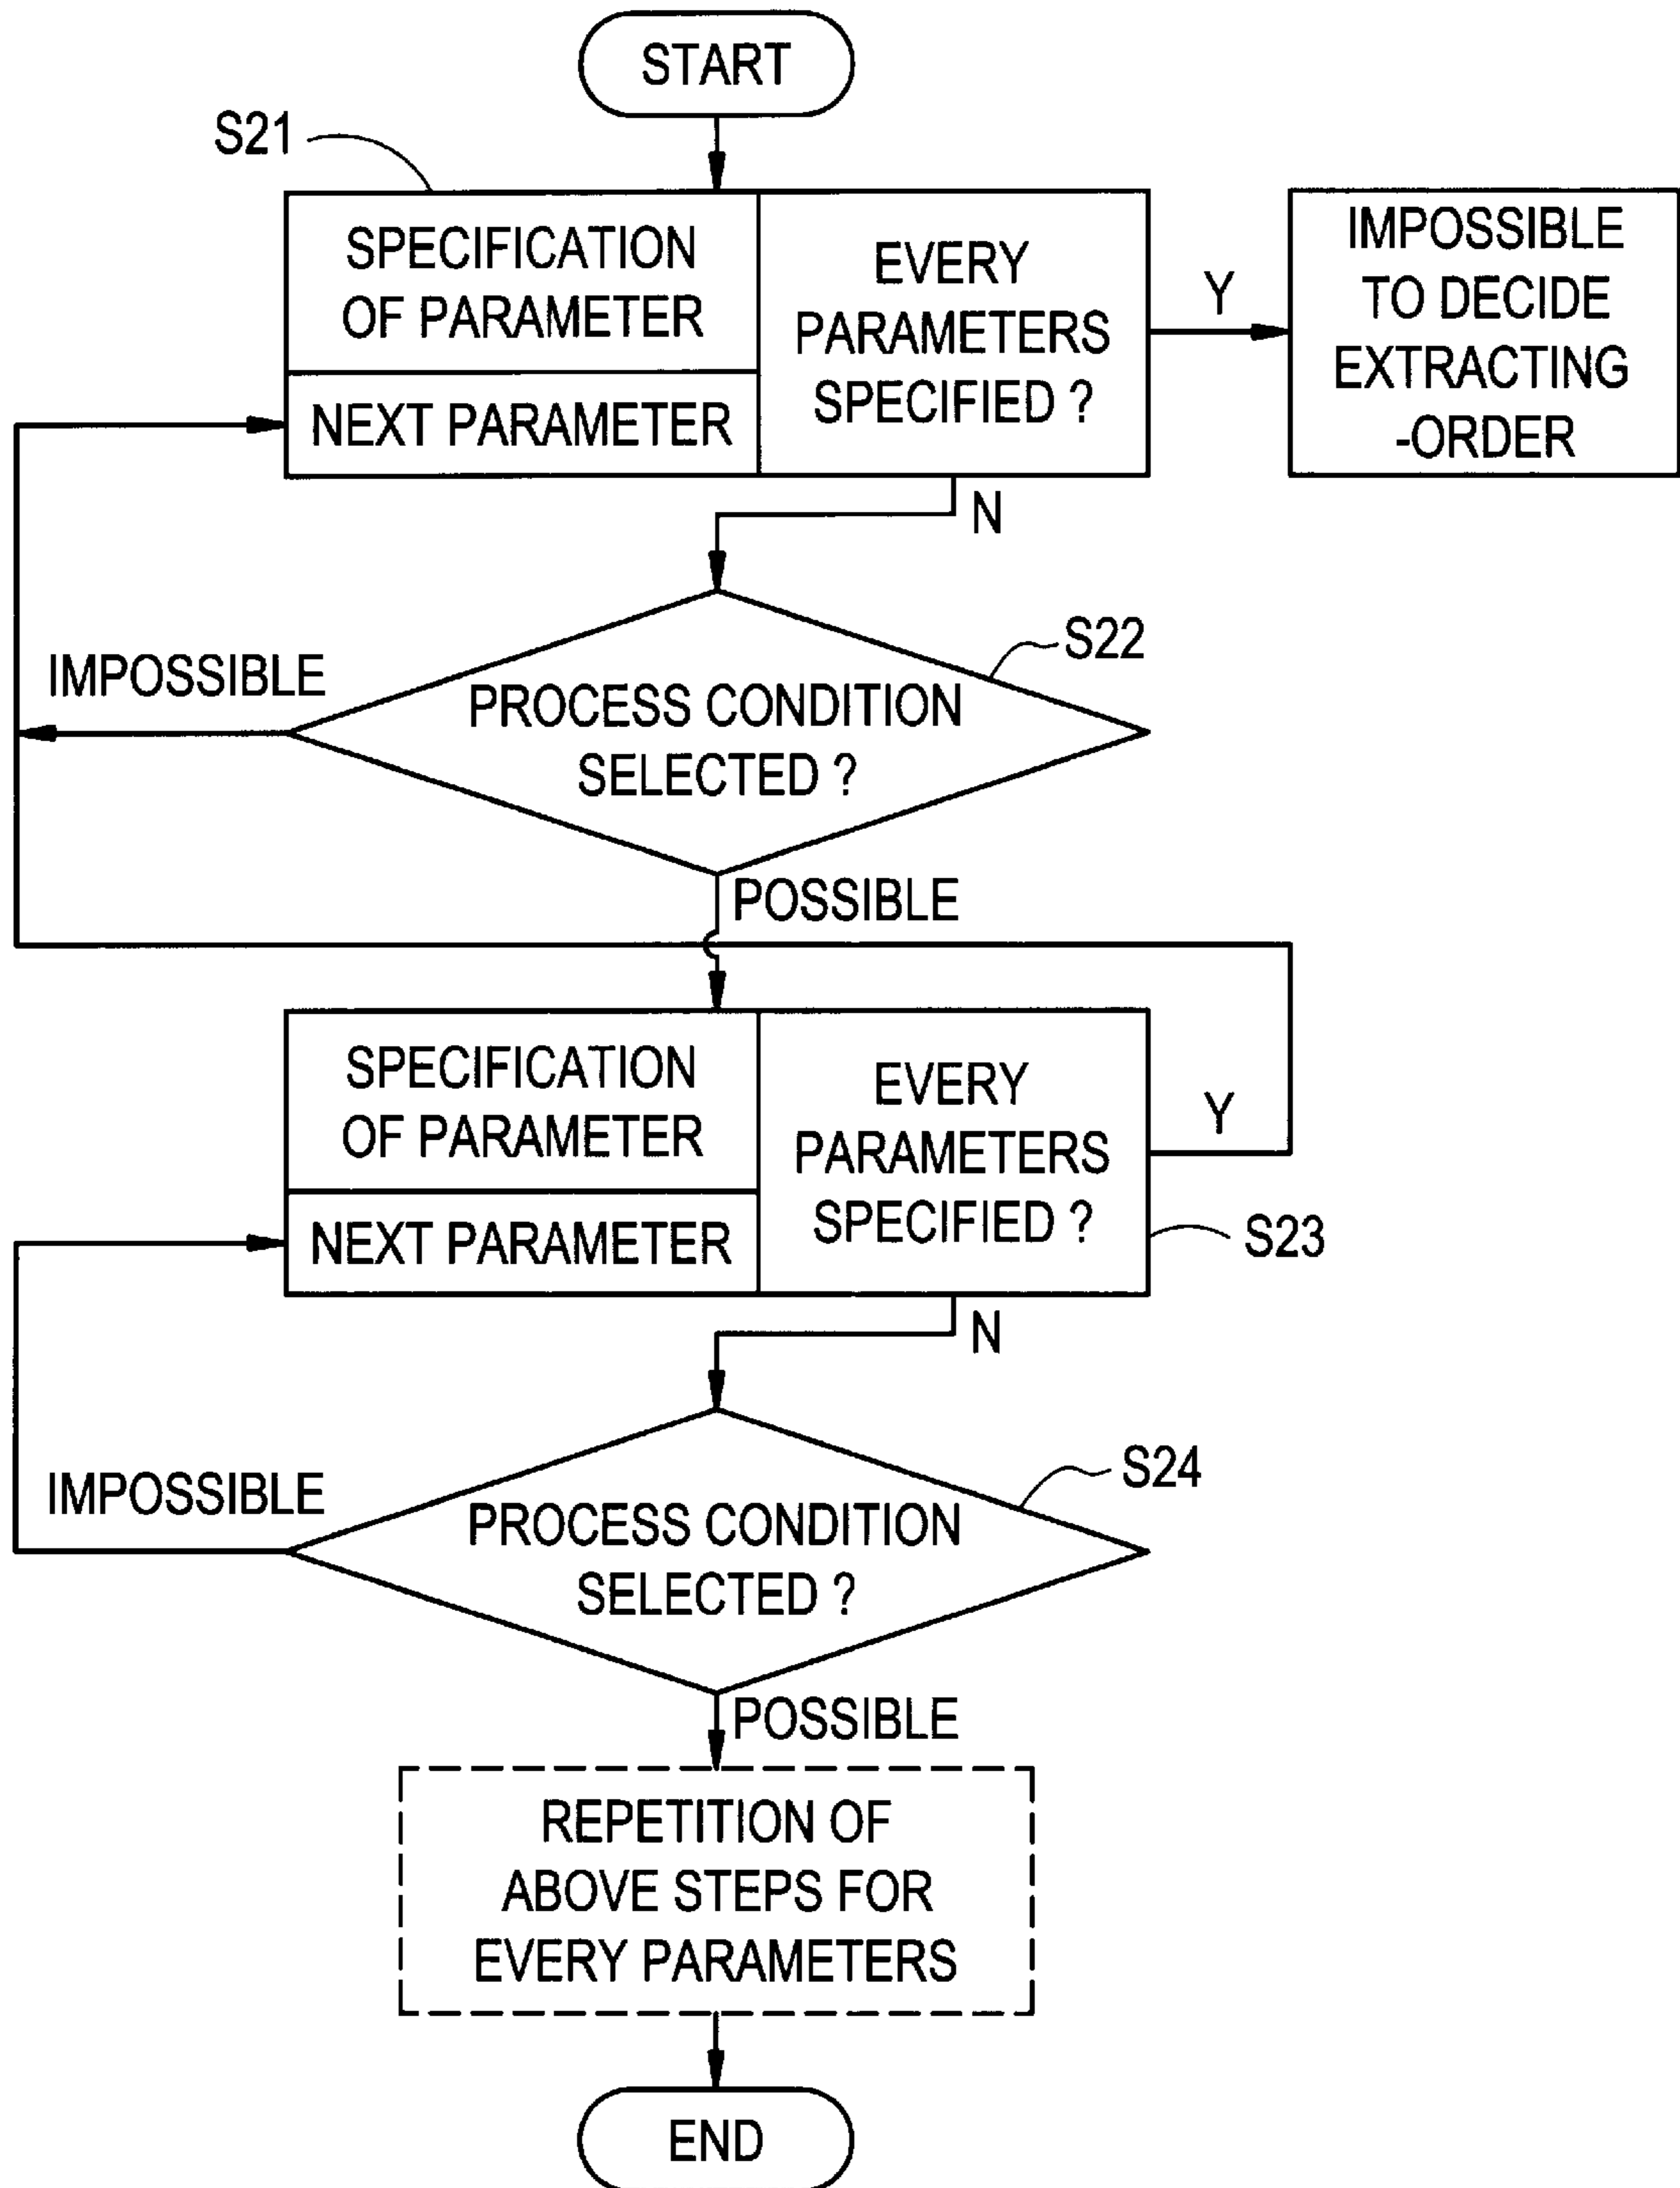 START
S21
SPECIFICATION
OF PARAMETER
NEXT PARAMETER
EVERY
PARAMETERS
SPECIFIED ?
Y
IMPOSSIBLE
TO DECIDE
EXTRACTING
-ORDER
N
S22
IMPOSSIBLE
PROCESS CONDITION
SELECTED ?
POSSIBLE
SPECIFICATION
OF PARAMETER
NEXT PARAMETER
EVERY
PARAMETERS
SPECIFIED ?
Y
S23
N
S24
IMPOSSIBLE
PROCESS CONDITION
SELECTED ?
POSSIBLE
REPETITION OF
ABOVE STEPS FOR
EVERY PARAMETERS
END